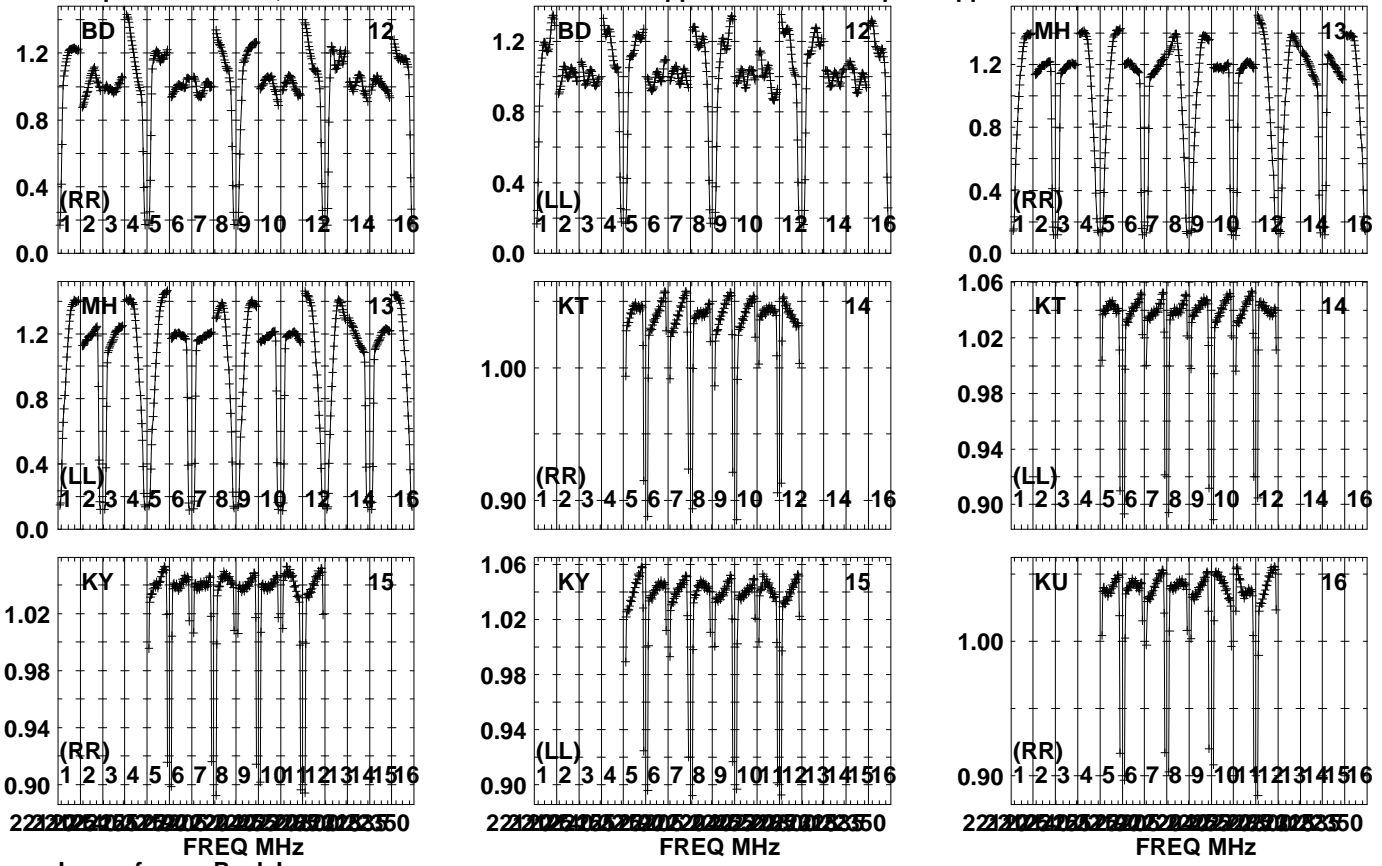 BD 12
1.2
0.8
0.4
0.0
(RR)
1 2 3 4 5 6 7 8 9 10 12 14 16
BD 12
1.2
0.8
0.4
0.0
(LL)
1 2 3 4 5 6 7 8 9 10 12 14 16
MH 13
1.2
0.8
0.4
0.0
(RR)
1 2 3 4 5 6 7 8 9 10 12 14 16
MH 13
1.2
0.8
0.4
0.0
(LL)
1 2 3 4 5 6 7 8 9 10 12 14 16
KT 14
1.00
0.90
(RR)
1 2 3 4 5 6 7 8 9 10 12 14 16
KT 14
1.06
1.02
0.98
0.94
0.90
(LL)
1 2 3 4 5 6 7 8 9 10 12 14 16
KY 15
1.02
0.98
0.94
0.90
(RR)
1 2 3 4 5 6 7 8 9 10 11 12 13 14 15 16
KY 15
1.06
1.02
0.98
0.94
0.90
(LL)
1 2 3 4 5 6 7 8 9 10 11 12 13 14 15 16
KU 16
1.00
0.90
(RR)
1 2 3 4 5 6 7 8 9 10 11 12 13 14 15 16
FREQ MHz
FREQ MHz
FREQ MHz